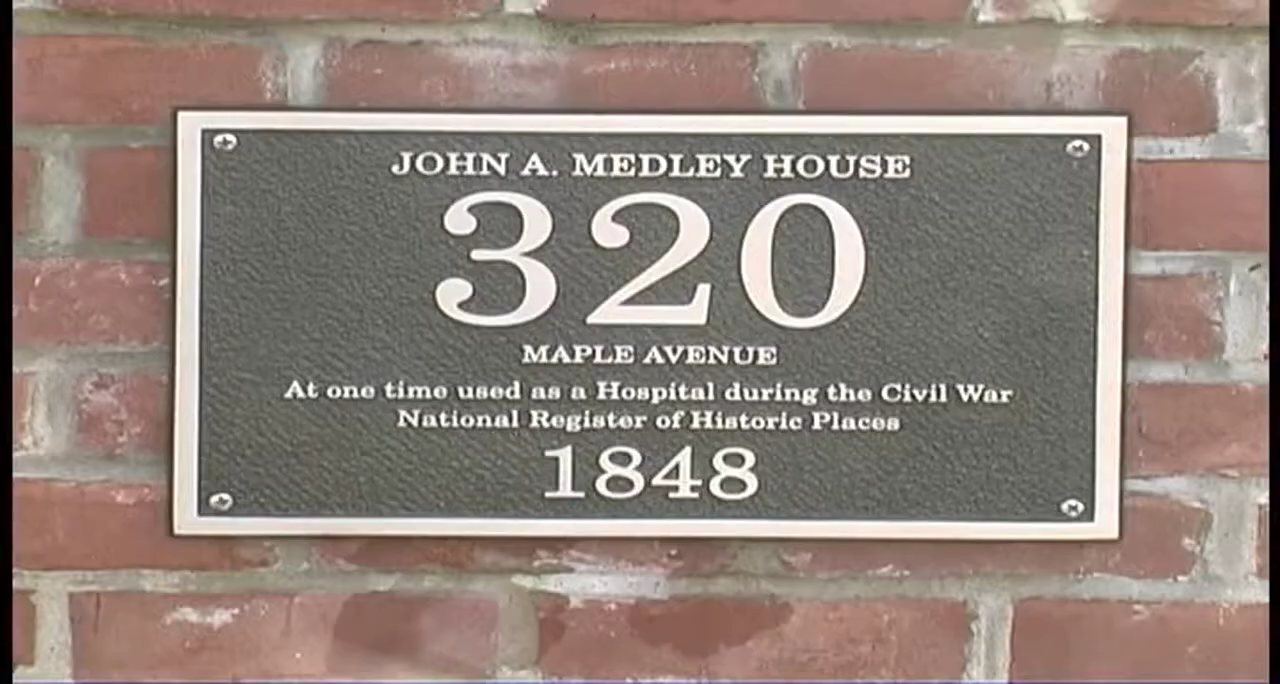 JOHN A. MEDLEY HOUSE
320
MAPLE AVENUE
At one time used as a Hospital during the Civil War
National Register of Historic Places
1848